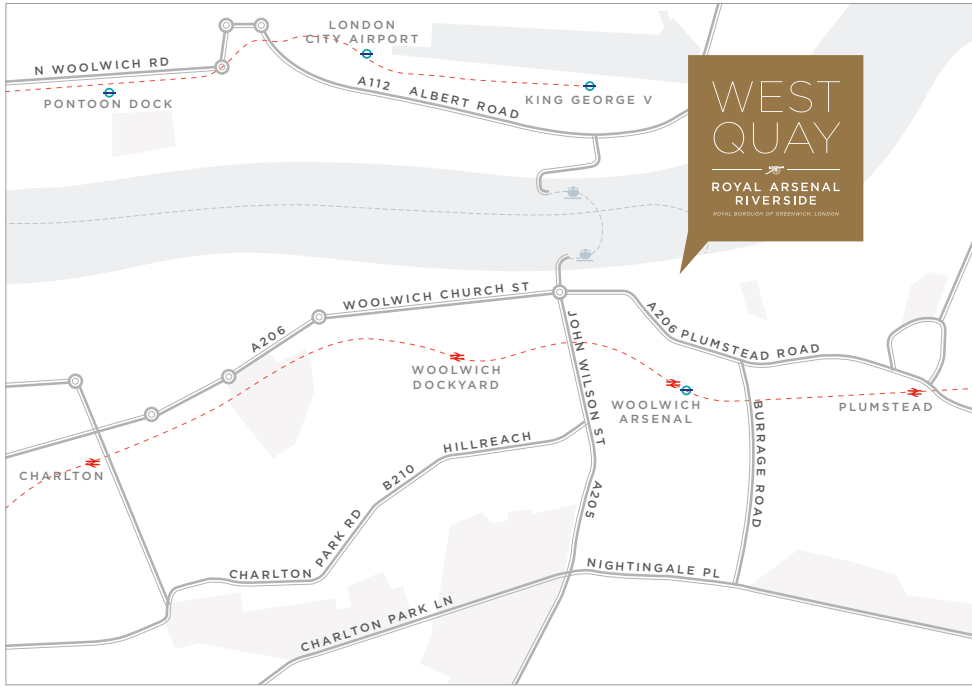 LONDON
CITY AIRPORT
N WOOLWICH RD
PONTOON DOCK
A112 ALBERT ROAD
KING GEORGE V
WEST
QUAY
ROYAL ARSENAL
RIVERSIDE
ROYAL BOROUGH OF GREENWICH, LONDON
WOOLWICH CHURCH ST
A206
A206 PLUMSTEAD ROAD
JOHN WILSON ST
WOOLWICH
DOCKYARD
WOOLWICH
ARSENAL
PLUMSTEAD
BURRAGE ROAD
CHARLTON
HILLREACH
B210
A205
CHARLTON PARK RD
NIGHTINGALE PL
CHARLTON PARK LN